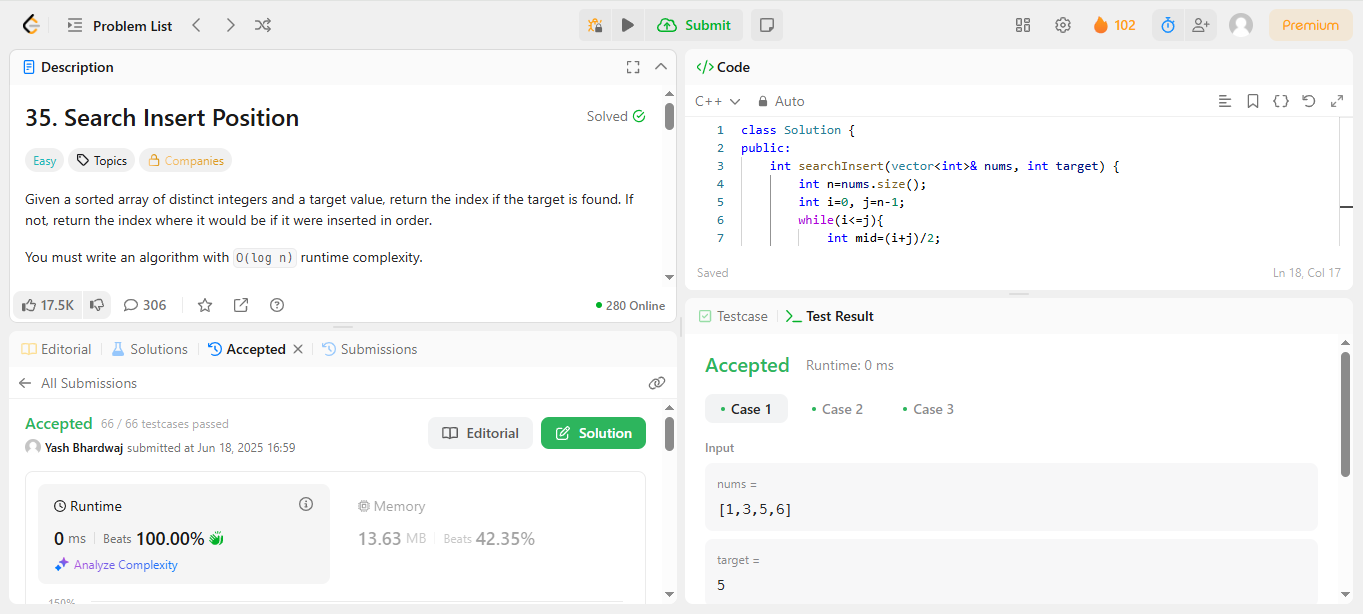 Problem List
Submit
102
Premium
Description
35. Search Insert Position
Solved
Easy
Topics
Companies
Given a sorted array of distinct integers and a target value, return the index if the target is found. If
not, return the index where it would be if it were inserted in order.
You must write an algorithm with O(log n) runtime complexity.
17.5K
306
280 Online
Editorial
Solutions
Accepted
Submissions
All Submissions
Accepted 66 / 66 testcases passed
Yash Bhardwaj submitted at Jun 18, 2025 16:59
Editorial
Solution
Runtime
0 ms Beats 100.00%
Analyze Complexity
Memory
13.63 MB Beats 42.35%
150%
</> Code
C++
Auto
1 class Solution {
2 public:
3 int searchInsert(vector<int>& nums, int target) {
4 int n=nums.size();
5 int i=0, j=n-1;
6 while(i<=j){
7 int mid=(i+j)/2;
Saved
Ln 18, Col 17
Testcase
Test Result
Accepted Runtime: 0 ms
Case 1
Case 2
Case 3
Input
nums =
[1,3,5,6]
target =
5